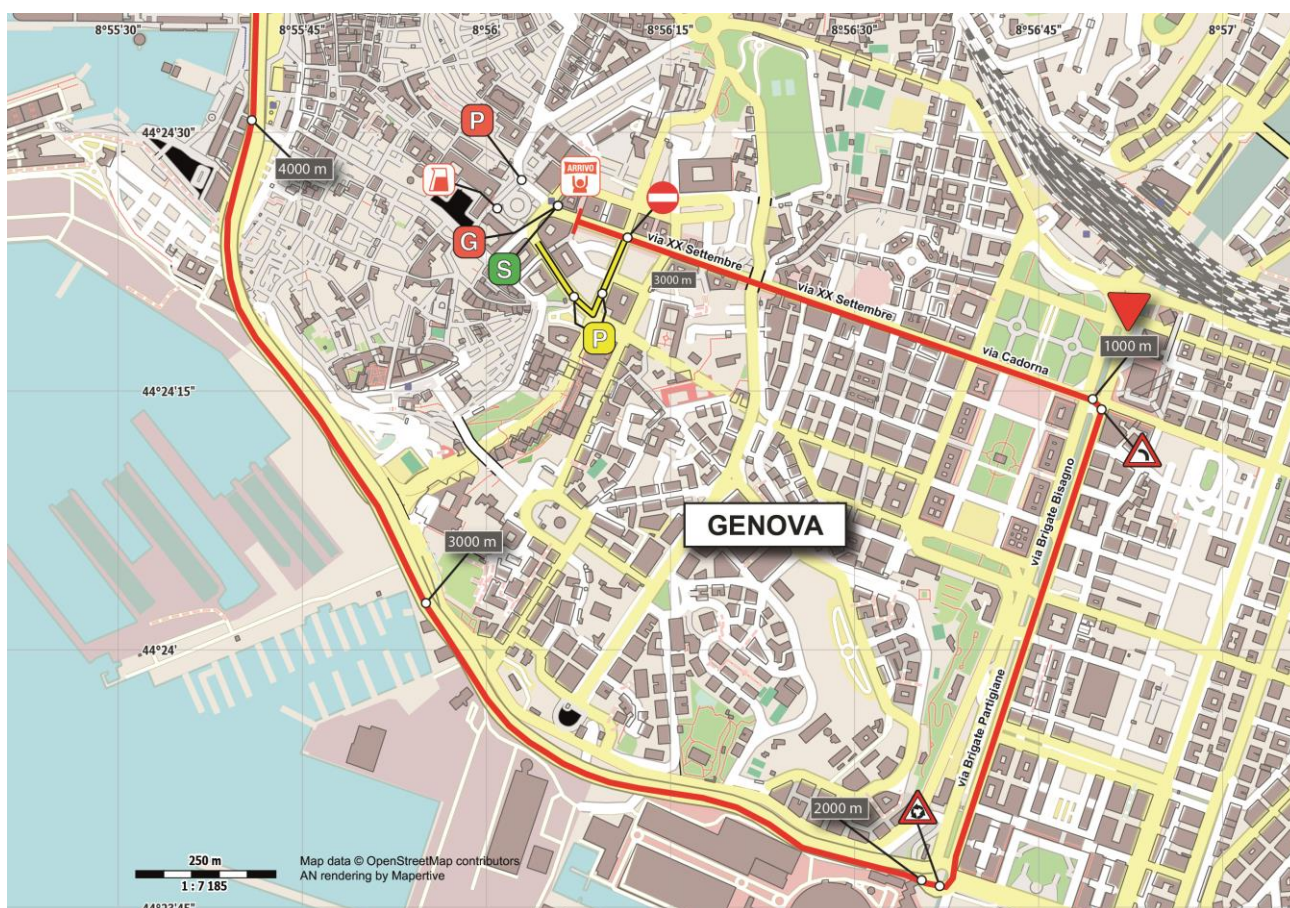 8°55'30"
8°55'45"
8°56'
8°56'15"
8°56'30"
8°56'45"
8°57'
44°24'30"
4000 m
P
ARRIVO
G
S
via XX Settembre
3000 m
via XX Settembre
P
1000 m
via Cadorna
44°24'15"
via Brigate Bisagno
GENOVA
3000 m
44°24'
via Brigate Partigiane
2000 m
250 m
1 : 7 185
Map data © OpenStreetMap contributors
AN rendering by Mapertive
44°23'45"